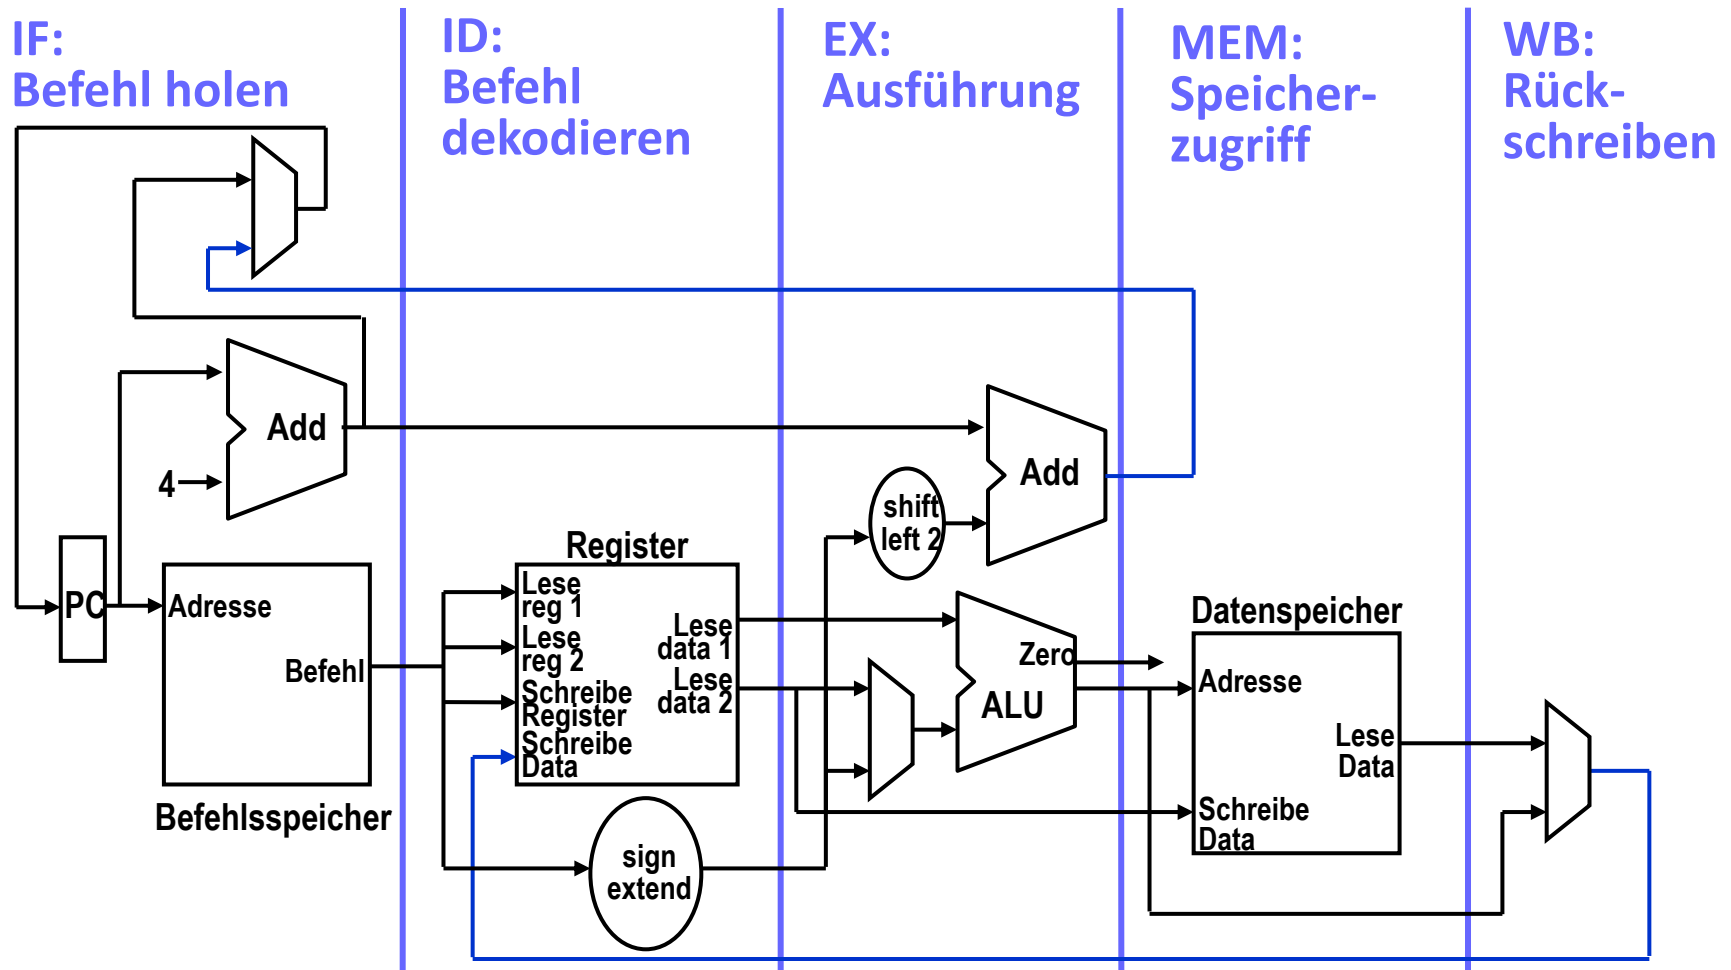 IF:
Befehl holen
ID:
Befehl
dekodieren
EX:
Ausführung
MEM:
Speicher-
zugriff
WB:
Rück-
schreiben
Add
4
PC
Adresse
Befehl
Befehlsspeicher
Register
Lese
reg 1
Lese
reg 2
Schreibe
Register
Schreibe
Data
Lese
data 1
Lese
data 2
sign
extend
shift
left 2
Add
Zero
ALU
Datenspeicher
Adresse
Lese
Data
Schreibe
Data